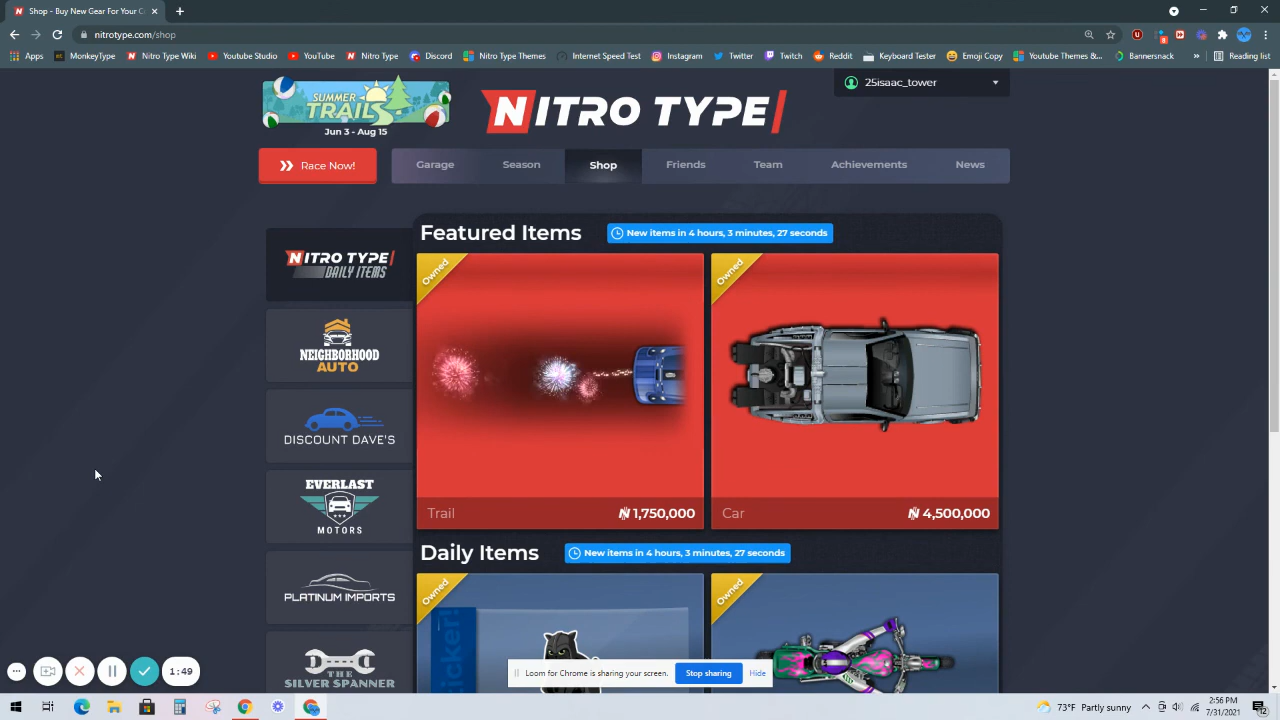 Shop - Buy New Gear For Your C
nitrotype.com/shop
Apps
MonkeyType
Nitro Type Wiki
Youtube Studio
YouTube
Nitro Type
Discord
Nitro Type Themes
Internet Speed Test
Instagram
Twitter
Twitch
Reddit
Keyboard Tester
Emoji Copy
Youtube Themes &...
Bannersnack
Reading list
SUMMER
TRAILS
Jun 3 - Aug 15
NITRO TYPE
25isaac_tower
Race Now!
Garage
Season
Shop
Friends
Team
Achievements
News
NITRO TYPE
DAILY ITEMS
NEIGHBORHOOD
AUTO
DISCOUNT DAVE'S
EVERLAST
MOTORS
PLATINUM IMPORTS
THE
SILVER SPANNER
Featured Items
New items in 4 hours, 3 minutes, 27 seconds
Owned
Trail
1,750,000
Owned
Car
4,500,000
Daily Items
New items in 4 hours, 3 minutes, 27 seconds
Owned
Owned
1:49
Loom for Chrome is sharing your screen.
Stop sharing
Hide
73°F Partly sunny
2:56 PM
7/31/2021
12